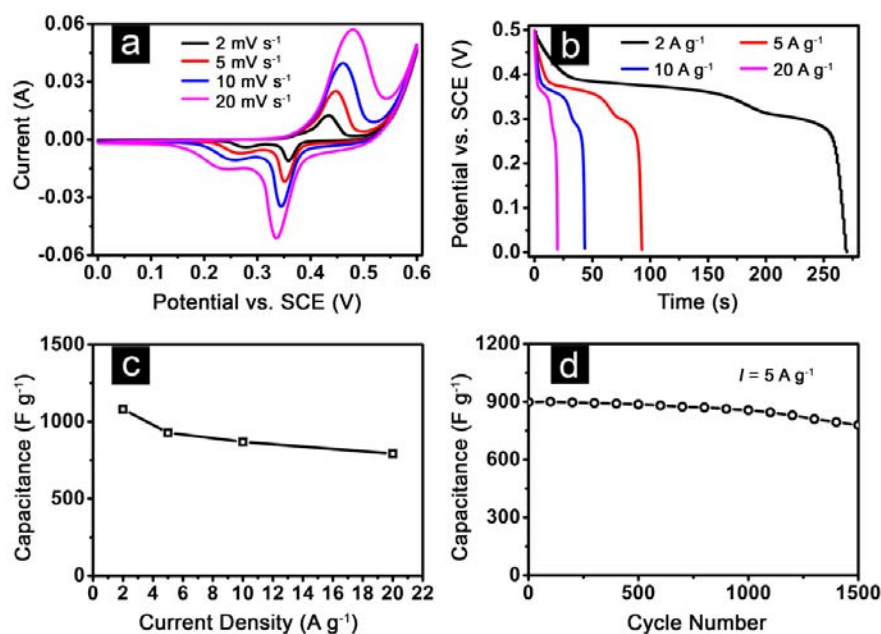 a
2 mV s⁻¹
5 mV s⁻¹
10 mV s⁻¹
20 mV s⁻¹
0.06
0.03
0.00
-0.03
-0.06
Current (A)
0.0 0.1 0.2 0.3 0.4 0.5 0.6
Potential vs. SCE (V)
b
2 A g⁻¹ 5 A g⁻¹
10 A g⁻¹ 20 A g⁻¹
0.5
0.4
0.3
0.2
0.1
0.0
Potential vs. SCE (V)
0 50 100 150 200 250
Time (s)
c
1500
1000
500
0
Capacitance (F g⁻¹)
0 2 4 6 8 10 12 14 16 18 20 22
Current Density (A g⁻¹)
d
I = 5 A g⁻¹
1200
900
600
300
0
Capacitance (F g⁻¹)
0 500 1000 1500
Cycle Number